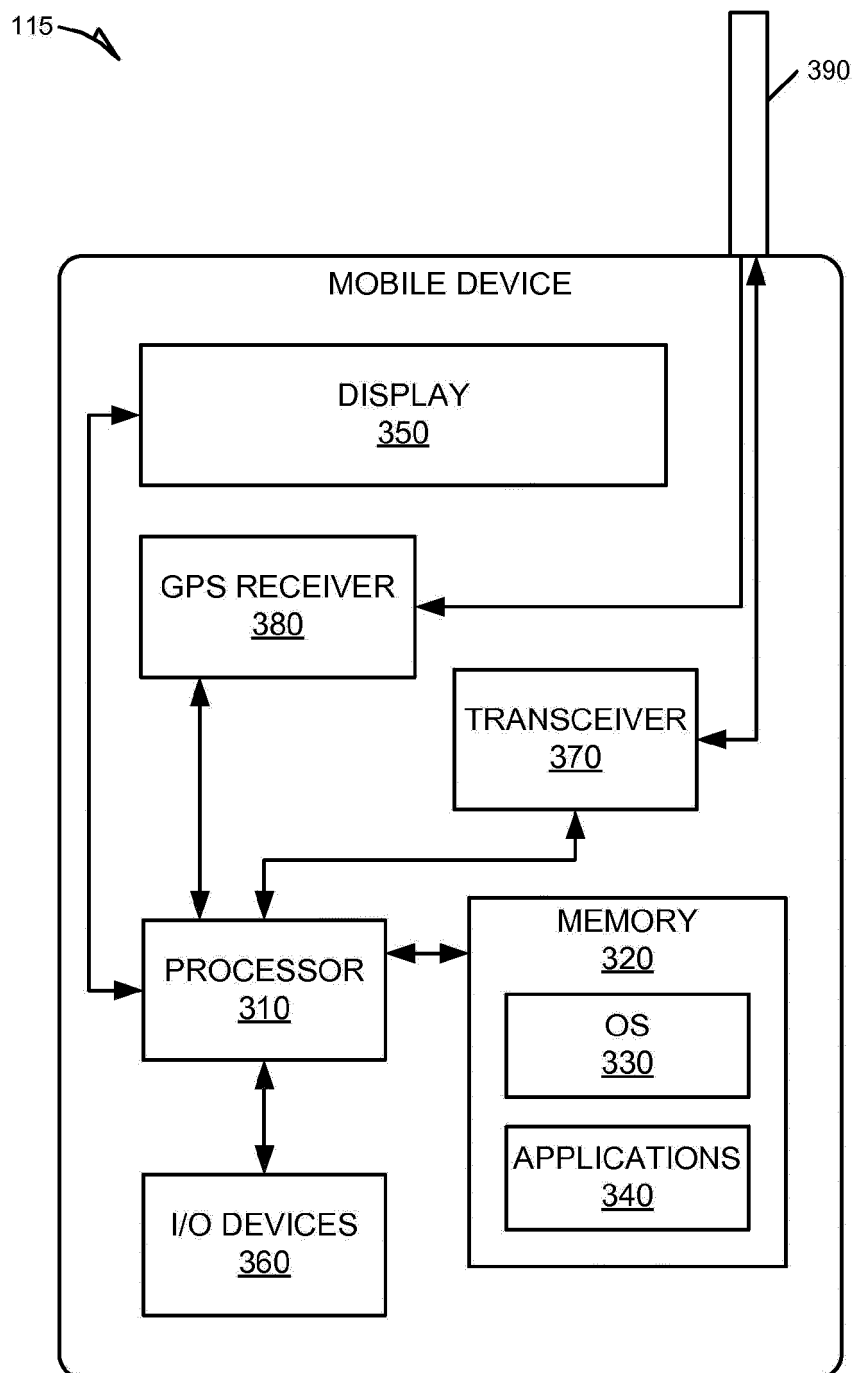 115
390
MOBILE DEVICE
DISPLAY
350
GPS RECEIVER
380
TRANSCEIVER
370
PROCESSOR
310
MEMORY
320
OS
330
APPLICATIONS
340
I/O DEVICES
360